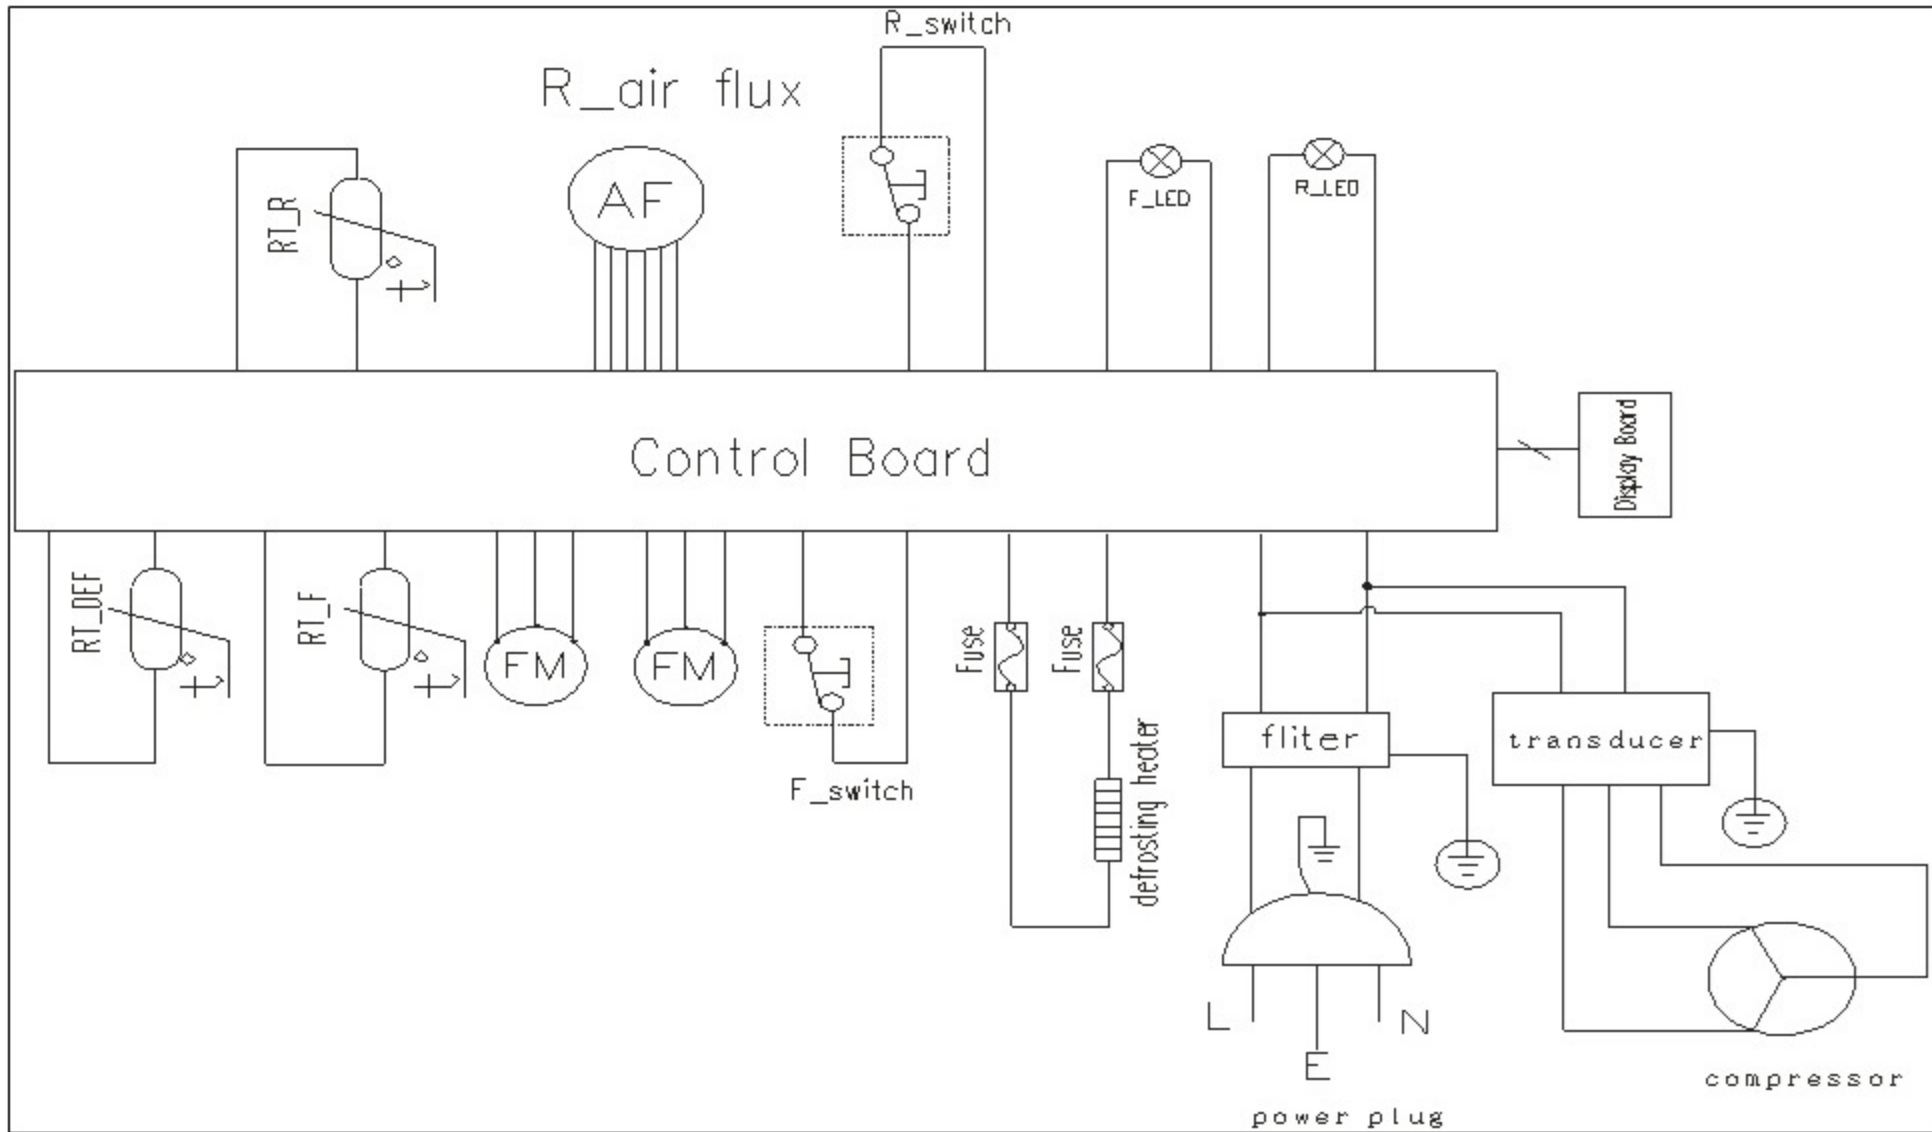 R_switch
R_air flux
AF
RT_R
t
F_LED
R_LED
Control Board
Display Board
RT_DEF
t
RT_F
t
FM
FM
F_switch
Fuse
Fuse
defrosting heater
fliter
transducer
L
N
E
power plug
compressor